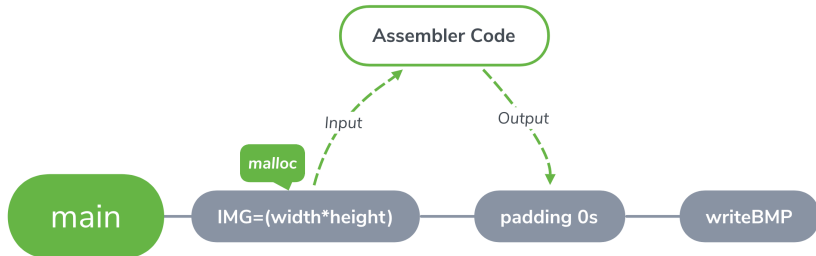 Assembler Code
Input
Output
malloc
main
IMG=(width*height)
padding 0s
writeBMP